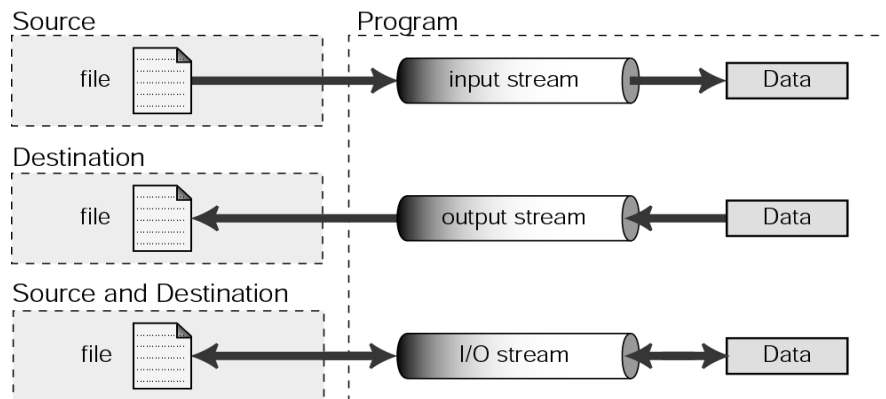 Source
Program
file
input stream
Data
Destination
file
output stream
Data
Source and Destination
file
I/O stream
Data